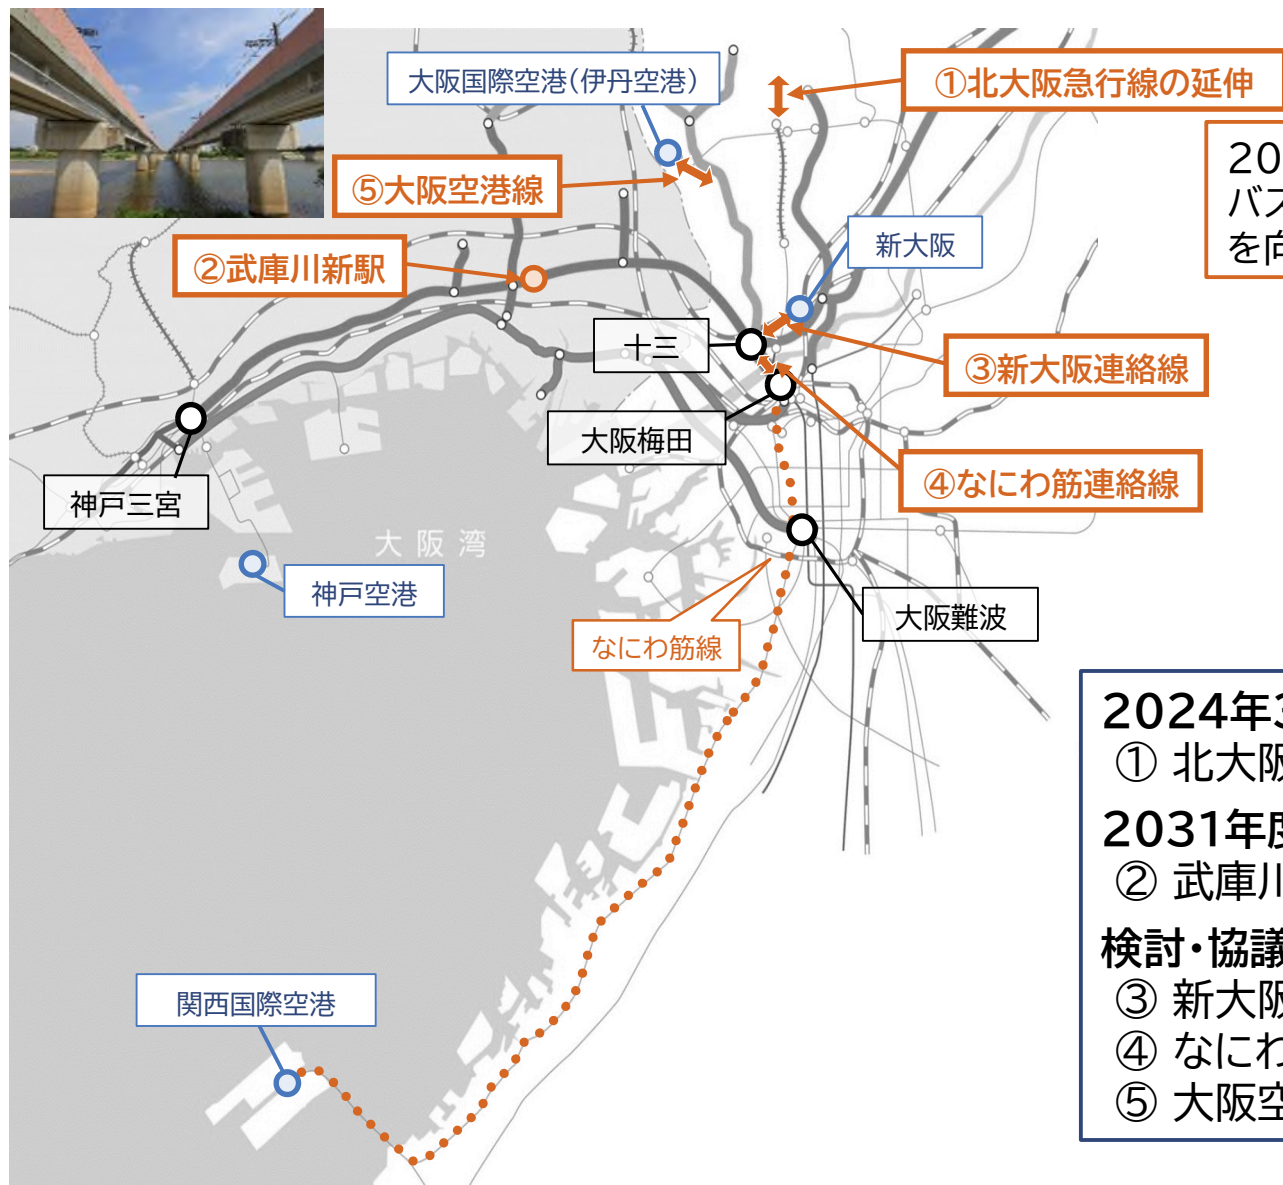 大阪国際空港（伊丹空港）
①北大阪急行線の延伸
⑤大阪空港線
20
バス
を向
②武庫川新駅
新大阪
十三
③新大阪連絡線
大阪梅田
④なにわ筋連絡線
神戸三宮
大阪湾
神戸空港
大阪難波
なにわ筋線
2024年3
① 北大阪
2031年度
② 武庫川
検討・協議
③ 新大阪
④ なにわ
⑤ 大阪空
関西国際空港